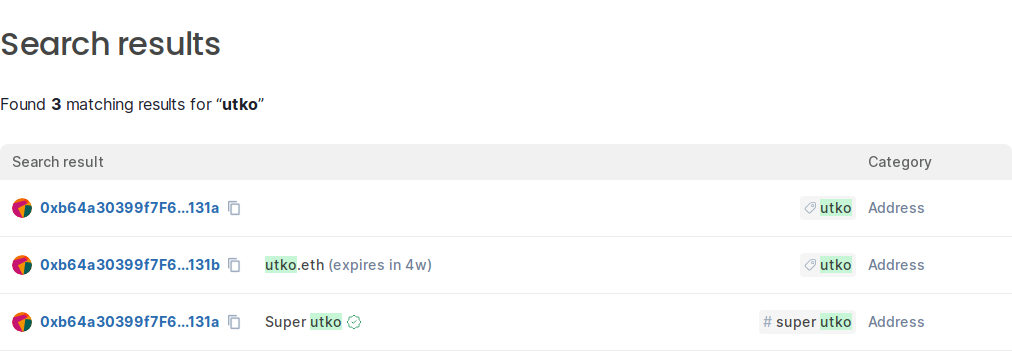 Search results
Found 3 matching results for “utko”
Search result Category
0xb64a30399f7F6...131a utko Address
0xb64a30399f7F6...131b utko.eth (expires in 4w) utko Address
0xb64a30399f7F6...131a Super utko # super utko Address